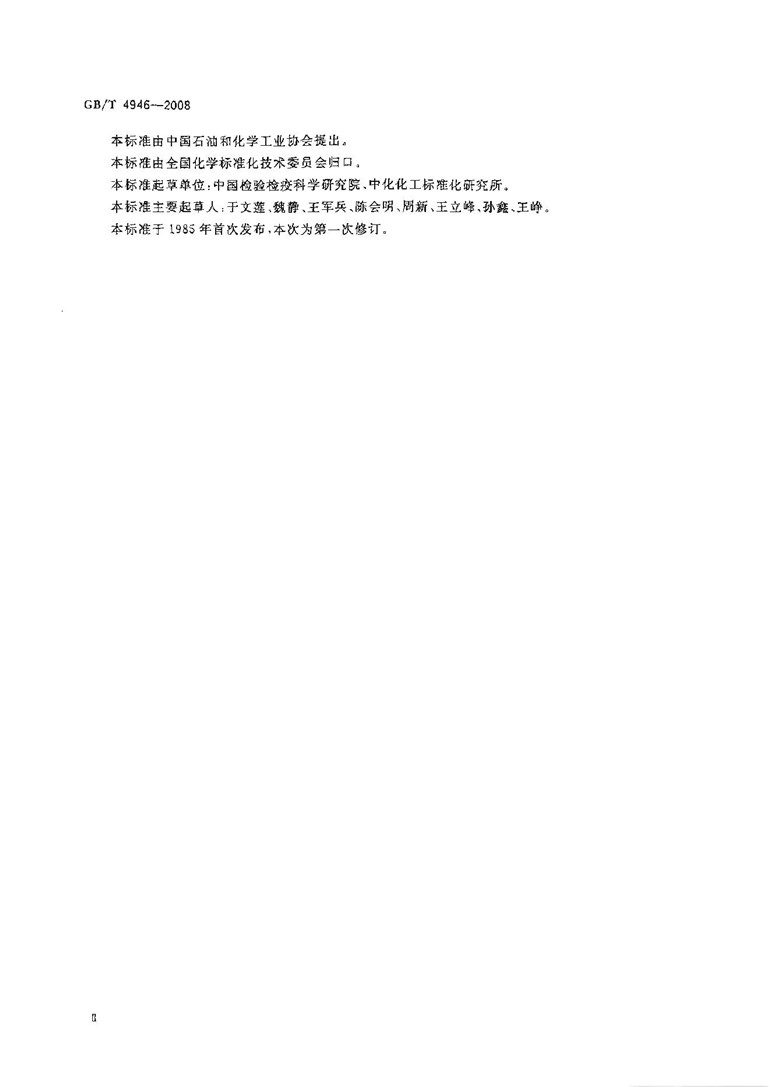 GB/T 4946—2008
本标准由中国石油和化学工业协会提出。
本标准由全国化学标准化技术委员会归口。
本标准起草单位:中国检验检疫科学研究院、中化化工标准化研究所。
本标准主要起草人:于文莲、魏静、王军兵、陈会明、周新、王立峰、孙鑫、王峥。
本标准于 1985 年首次发布,本次为第一次修订。
Ⅱ